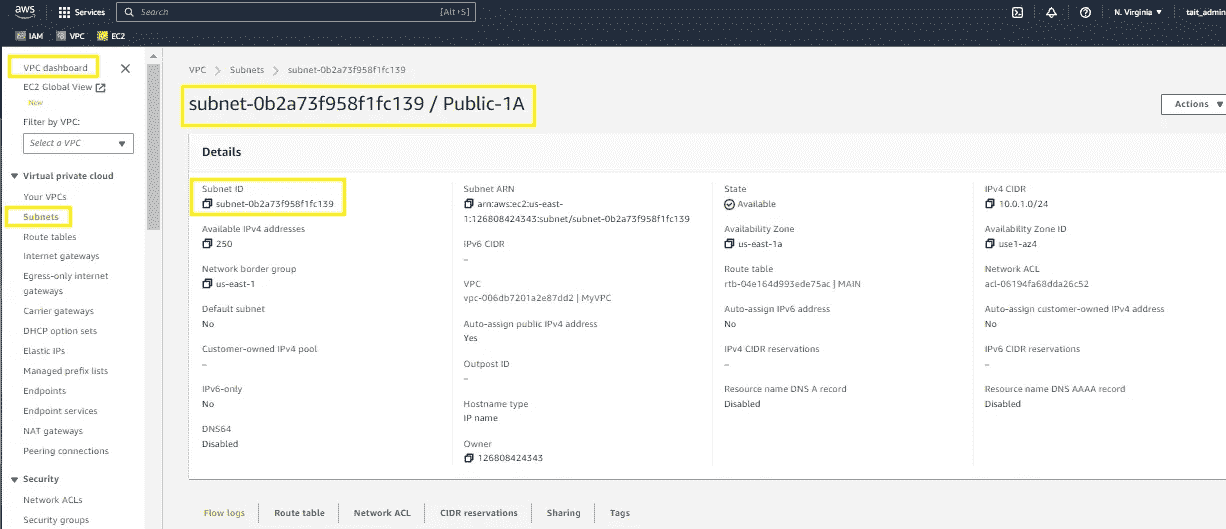 aws
Services
Search
[Alt+S]
N. Virginia
tait_admin
IAM
VPC
EC2
VPC dashboard
EC2 Global View
New
Filter by VPC:
Select a VPC
Virtual private cloud
Your VPCs
Subnets
Route tables
Internet gateways
Egress-only internet
gateways
Carrier gateways
DHCP option sets
Elastic IPs
Managed prefix lists
Endpoints
Endpoint services
NAT gateways
Peering connections
Security
Network ACLs
Security groups
VPC
Subnets
subnet-0b2a73f958f1fc139
subnet-0b2a73f958f1fc139 / Public-1A
Actions
Details
Subnet ID
subnet-0b2a73f958f1fc139
Available IPv4 addresses
250
Network border group
us-east-1
Default subnet
No
Customer-owned IPv4 pool
–
IPv6-only
No
DNS64
Disabled
Subnet ARN
arn:aws:ec2:us-east-
1:126808424343:subnet/subnet-0b2a73f958f1fc139
IPv6 CIDR
–
VPC
vpc-006db7201a2e87dd2 | MyVPC
Auto-assign public IPv4 address
Yes
Outpost ID
–
Hostname type
IP name
Owner
126808424343
State
Available
Availability Zone
us-east-1a
Route table
rtb-04e164d993ede75ac | MAIN
Auto-assign IPv6 address
No
IPv4 CIDR reservations
–
Resource name DNS A record
Disabled
IPv4 CIDR
10.0.1.0/24
Availability Zone ID
use1-az4
Network ACL
acl-06194fa68dda26c52
Auto-assign customer-owned IPv4 address
No
IPv6 CIDR reservations
–
Resource name DNS AAAA record
Disabled
Flow logs
Route table
Network ACL
CIDR reservations
Sharing
Tags